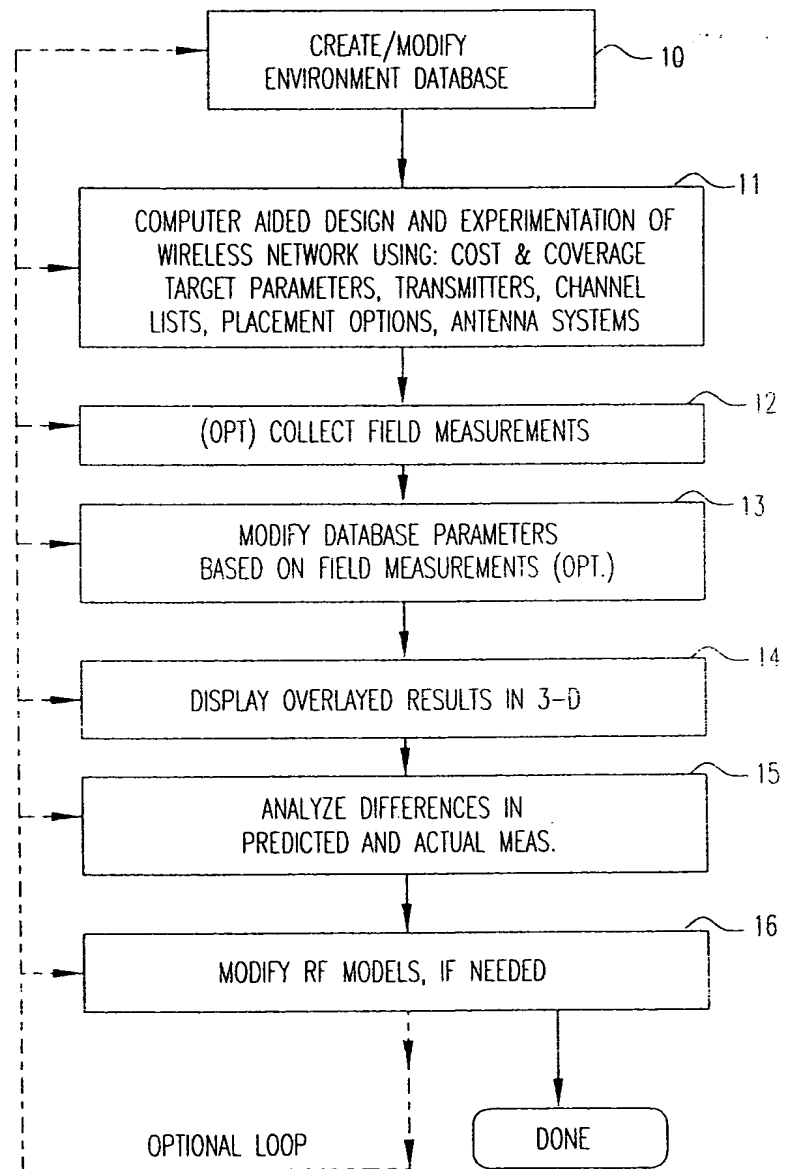 CREATE/MODIFY
ENVIRONMENT DATABASE
10
11
COMPUTER AIDED DESIGN AND EXPERIMENTATION OF
WIRELESS NETWORK USING: COST & COVERAGE
TARGET PARAMETERS, TRANSMITTERS, CHANNEL
LISTS, PLACEMENT OPTIONS, ANTENNA SYSTEMS
12
(OPT) COLLECT FIELD MEASUREMENTS
13
MODIFY DATABASE PARAMETERS
BASED ON FIELD MEASUREMENTS (OPT.)
14
DISPLAY OVERLAYED RESULTS IN 3-D
15
ANALYZE DIFFERENCES IN
PREDICTED AND ACTUAL MEAS.
16
MODIFY RF MODELS, IF NEEDED
OPTIONAL LOOP
DONE